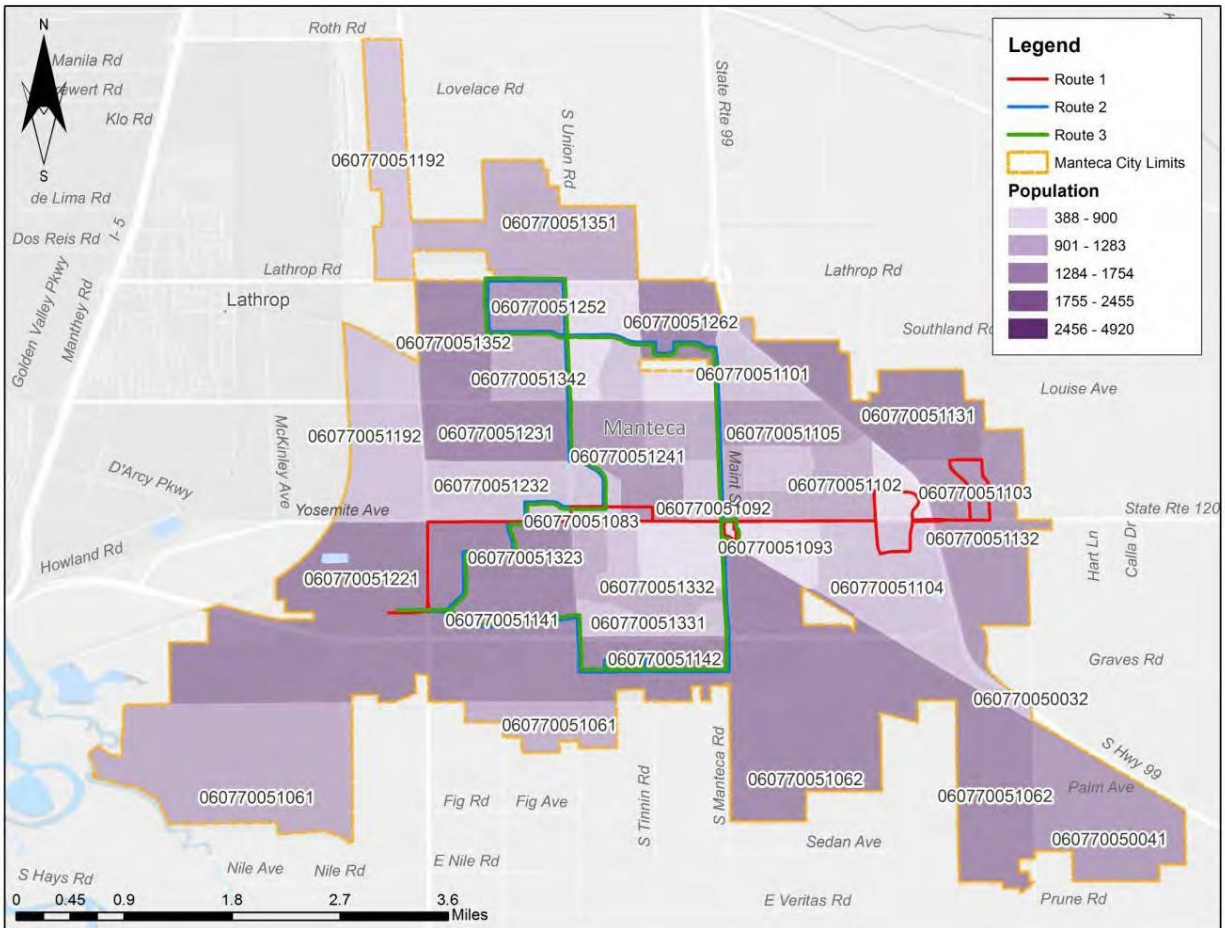 N
S
Roth Rd
Manila Rd
rewert Rd
Klo Rd
Lovelace Rd
S Union Rd
State Rte 99
Legend
Route 1
Route 2
Route 3
Manteca City Limits
Population
388 - 900
901 - 1283
1284 - 1754
1755 - 2455
2456 - 4920
060770051192
de Lima Rd
Dos Reis Rd
I- 5
060770051351
Golden Valley Pkwy
Manthey Rd
Lathrop Rd
Lathrop Rd
Lathrop
060770051252
060770051262
Southland Rd
060770051352
060770051342
060770051101
Louise Ave
060770051131
McKinley Ave
060770051192
060770051231
Manteca
060770051105
060770051241
D'Arcy Pkwy
060770051232
Maint S
060770051102
060770051103
Yosemite Ave
060770051092
State Rte 120
060770051083
060770051093
060770051132
Hart Ln
Calla Dr
Howland Rd
060770051323
060770051221
060770051332
060770051104
060770051141
060770051331
060770051142
Graves Rd
060770050032
060770051061
S Hwy 99
S Tinnin Rd
S Manteca Rd
060770051062
Palm Ave
060770051061
Fig Rd
Fig Ave
060770051062
Sedan Ave
060770050041
Nile Ave
Nile Rd
E Nile Rd
S Hays Rd
E Veritas Rd
Prune Rd
0 0.45 0.9 1.8 2.7 3.6
Miles